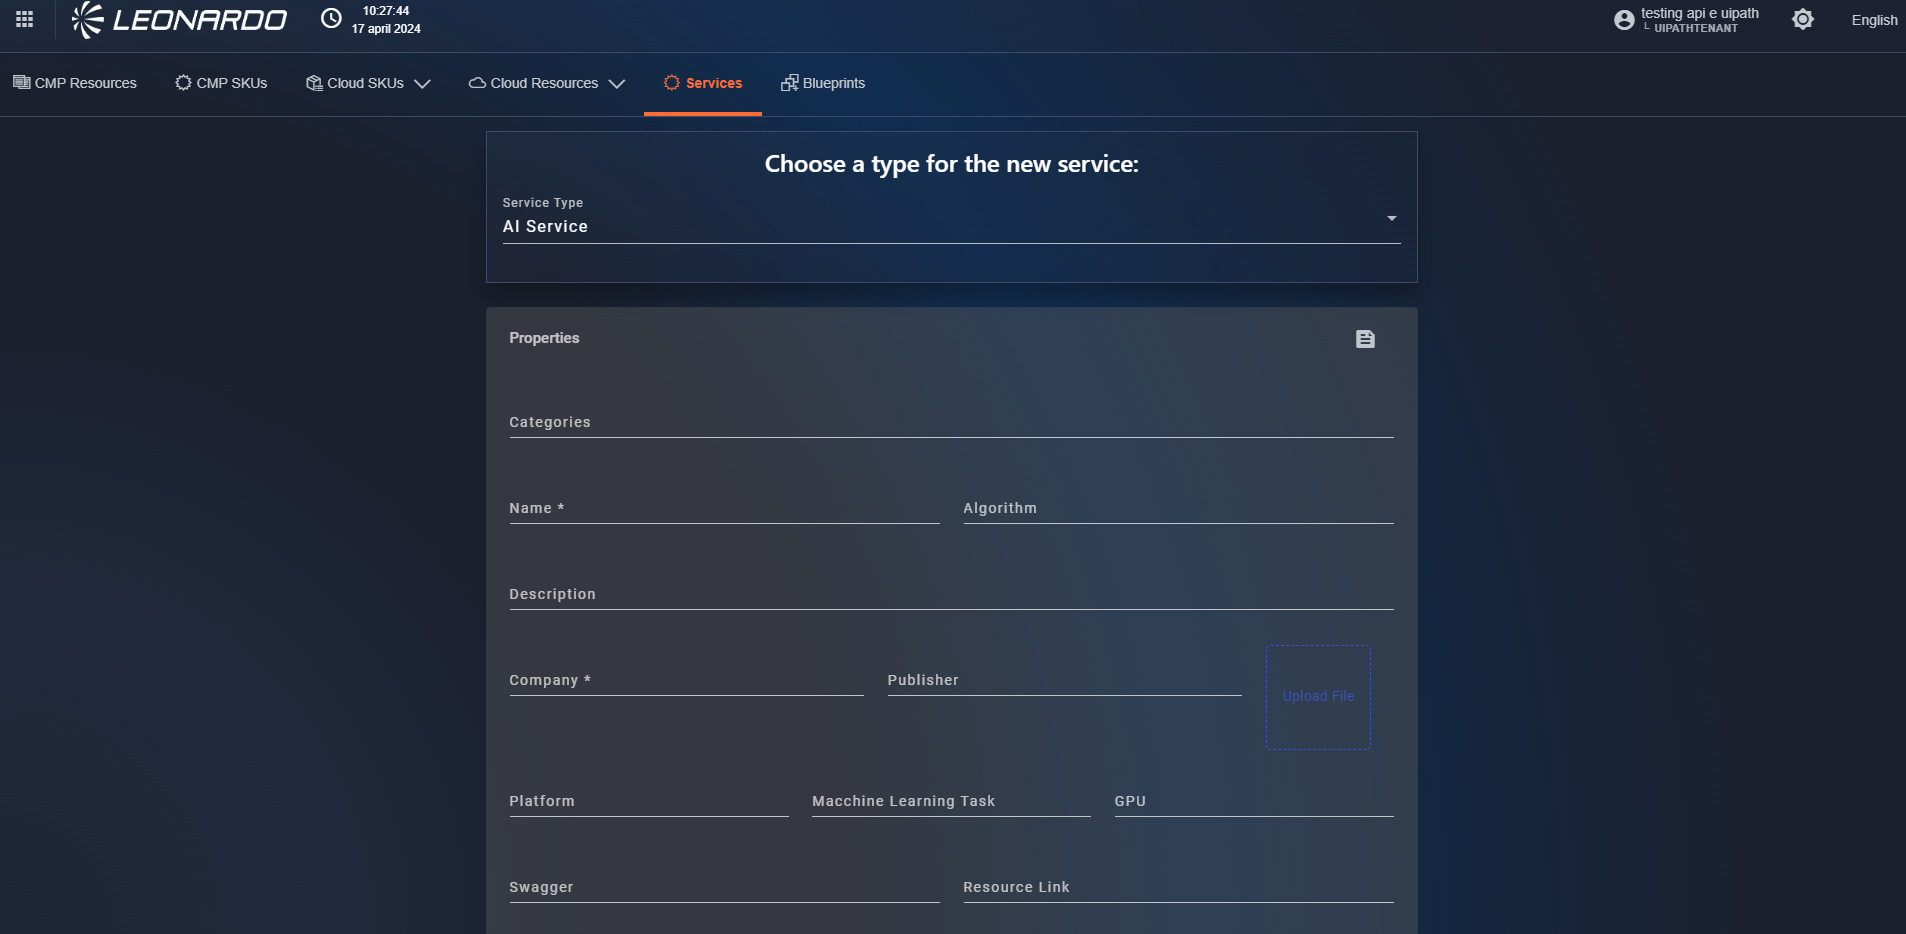 LEONARDO
10:27:44
17 april 2024
testing api e uipath
└ UIPATHTENANT
English
CMP Resources
CMP SKUs
Cloud SKUs
Cloud Resources
Services
Blueprints
Choose a type for the new service:
Service Type
AI Service
Properties
Categories
Name *
Algorithm
Description
Company *
Publisher
Upload File
Platform
Macchine Learning Task
GPU
Swagger
Resource Link